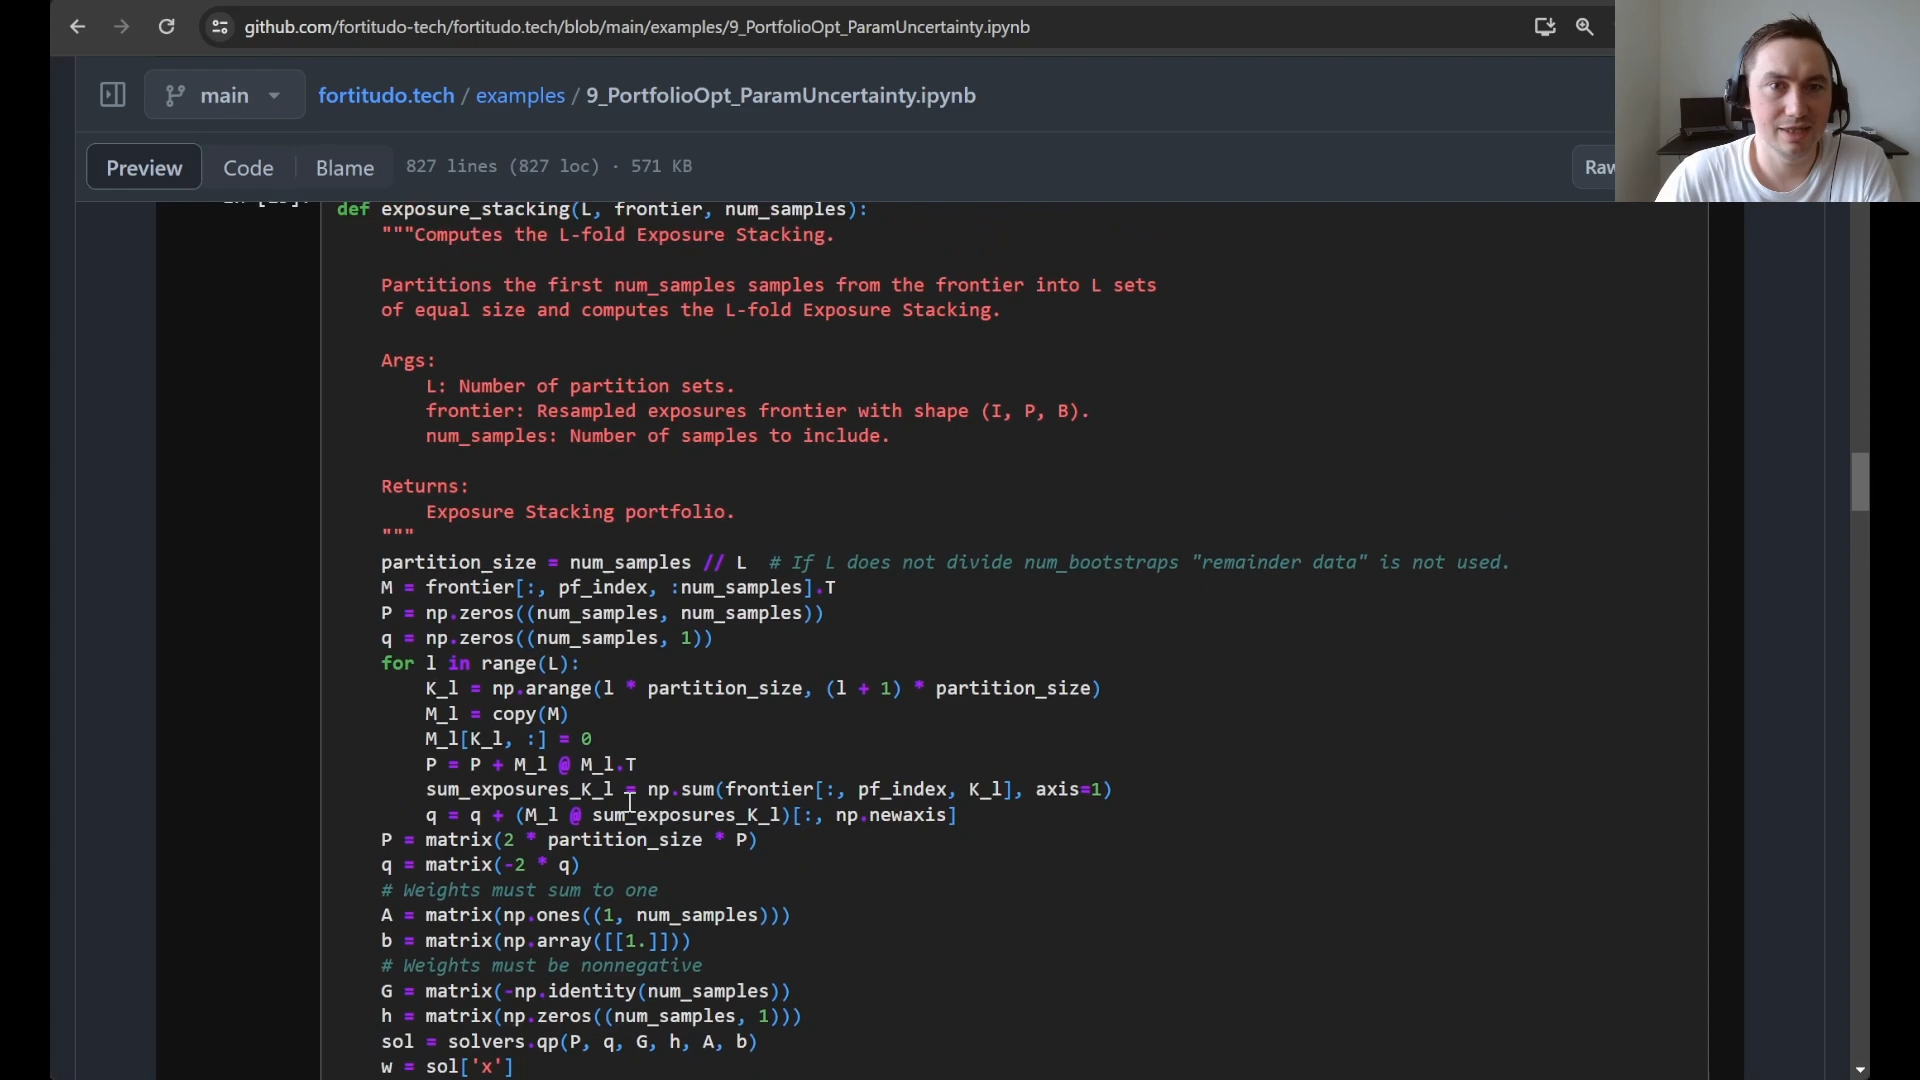 github.com/fortitudo-tech/fortitudo.tech/blob/main/examples/9_PortfolioOpt_ParamUncertainty.ipynb
main
fortitudo.tech / examples / 9_PortfolioOpt_ParamUncertainty.ipynb
Preview Code Blame 827 lines (827 loc) · 571 KB Raw
def exposure_stacking(L, frontier, num_samples):
"""Computes the L-fold Exposure Stacking.
Partitions the first num_samples samples from the frontier into L sets
of equal size and computes the L-fold Exposure Stacking.
Args:
L: Number of partition sets.
frontier: Resampled exposures frontier with shape (I, P, B).
num_samples: Number of samples to include.
Returns:
Exposure Stacking portfolio.
"""
partition_size = num_samples // L # If L does not divide num_bootstraps "remainder data" is not used.
M = frontier[:, pf_index, :num_samples].T
P = np.zeros((num_samples, num_samples))
q = np.zeros((num_samples, 1))
for l in range(L):
K_l = np.arange(l * partition_size, (l + 1) * partition_size)
M_l = copy(M)
M_l[K_l, :] = 0
P = P + M_l @ M_l.T
sum_exposures_K_l = np.sum(frontier[:, pf_index, K_l], axis=1)
q = q + (M_l @ sum_exposures_K_l)[:, np.newaxis]
P = matrix(2 * partition_size * P)
q = matrix(-2 * q)
# Weights must sum to one
A = matrix(np.ones((1, num_samples)))
b = matrix(np.array([[1.]]))
# Weights must be nonnegative
G = matrix(-np.identity(num_samples))
h = matrix(np.zeros((num_samples, 1)))
sol = solvers.qp(P, q, G, h, A, b)
w = sol['x']